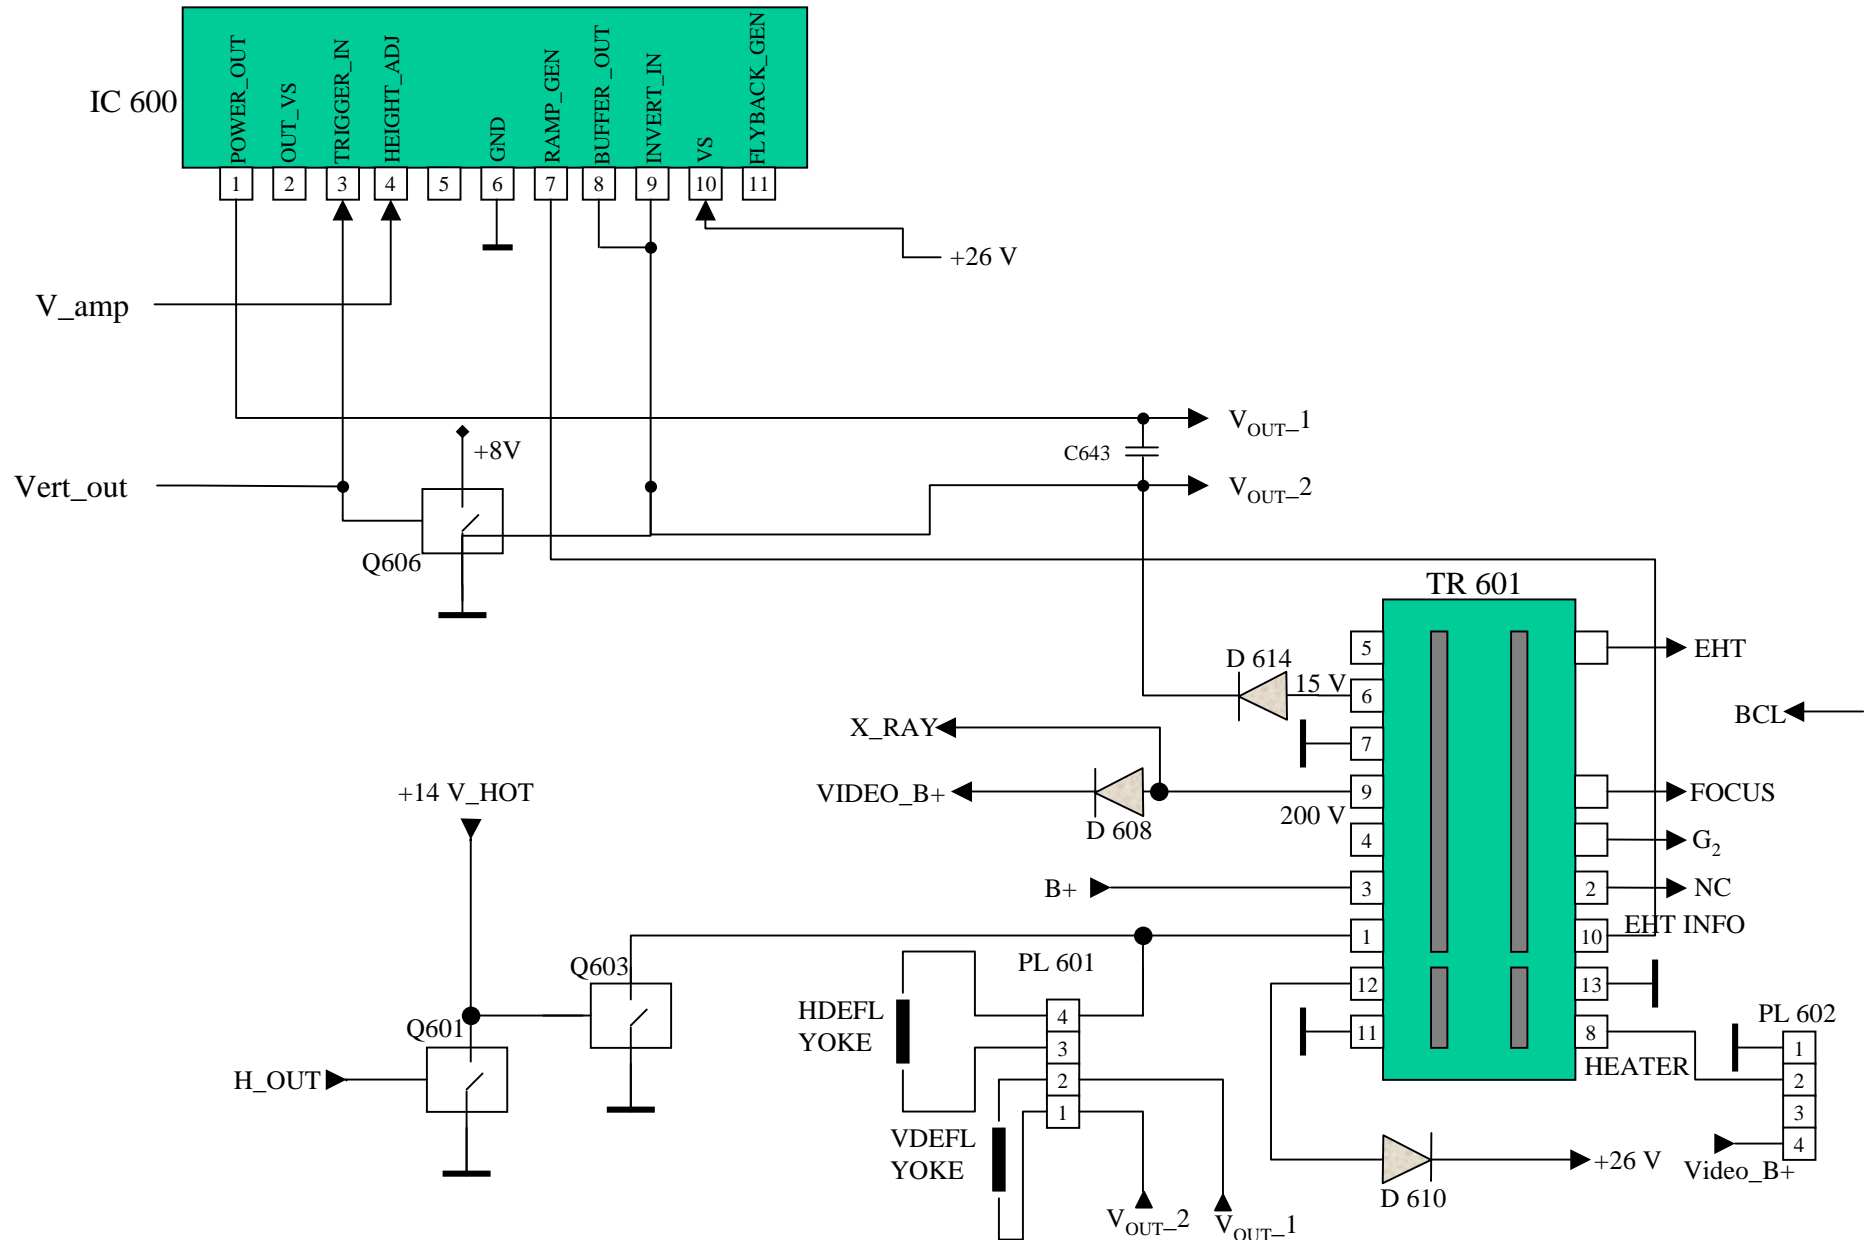 IC 600
POWER_OUT
OUT_VS
TRIGGER_IN
HEIGHT_ADJ
GND
RAMP_GEN
BUFFER _OUT
INVERT_IN
VS
FLYBACK_GEN
1 2 3 4 5 6 7 8 9 10 11
+26 V
V_amp
VOUT_1
+8V
C643
Vert_out
VOUT_2
Q606
TR 601
5
EHT
D 614
15 V
6
BCL
X_RAY
7
+14 V_HOT
VIDEO_B+
9
FOCUS
200 V
D 608
4
G2
B+
3
2
NC
EHT INFO
1
10
Q603
PL 601
12
13
HDEFL
YOKE
4
3
2
1
Q601
11
8
PL 602
1
2
3
4
HEATER
H_OUT
VDEFL
YOKE
+26 V
Video_B+
D 610
VOUT_2
VOUT_1